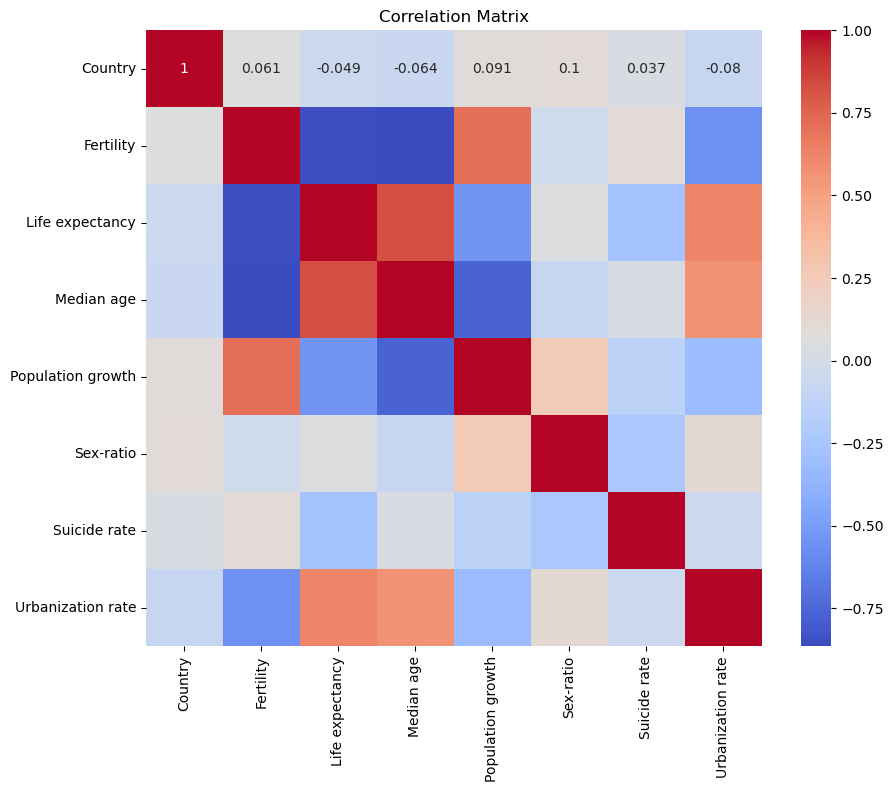 Correlation Matrix
Country
1 0.061 -0.049 -0.064 0.091 0.1 0.037 -0.08
Fertility
Life expectancy
Median age
Population growth
Sex-ratio
Suicide rate
Urbanization rate
Country
Fertility
Life expectancy
Median age
Population growth
Sex-ratio
Suicide rate
Urbanization rate
1.00
0.75
0.50
0.25
0.00
−0.25
−0.50
−0.75